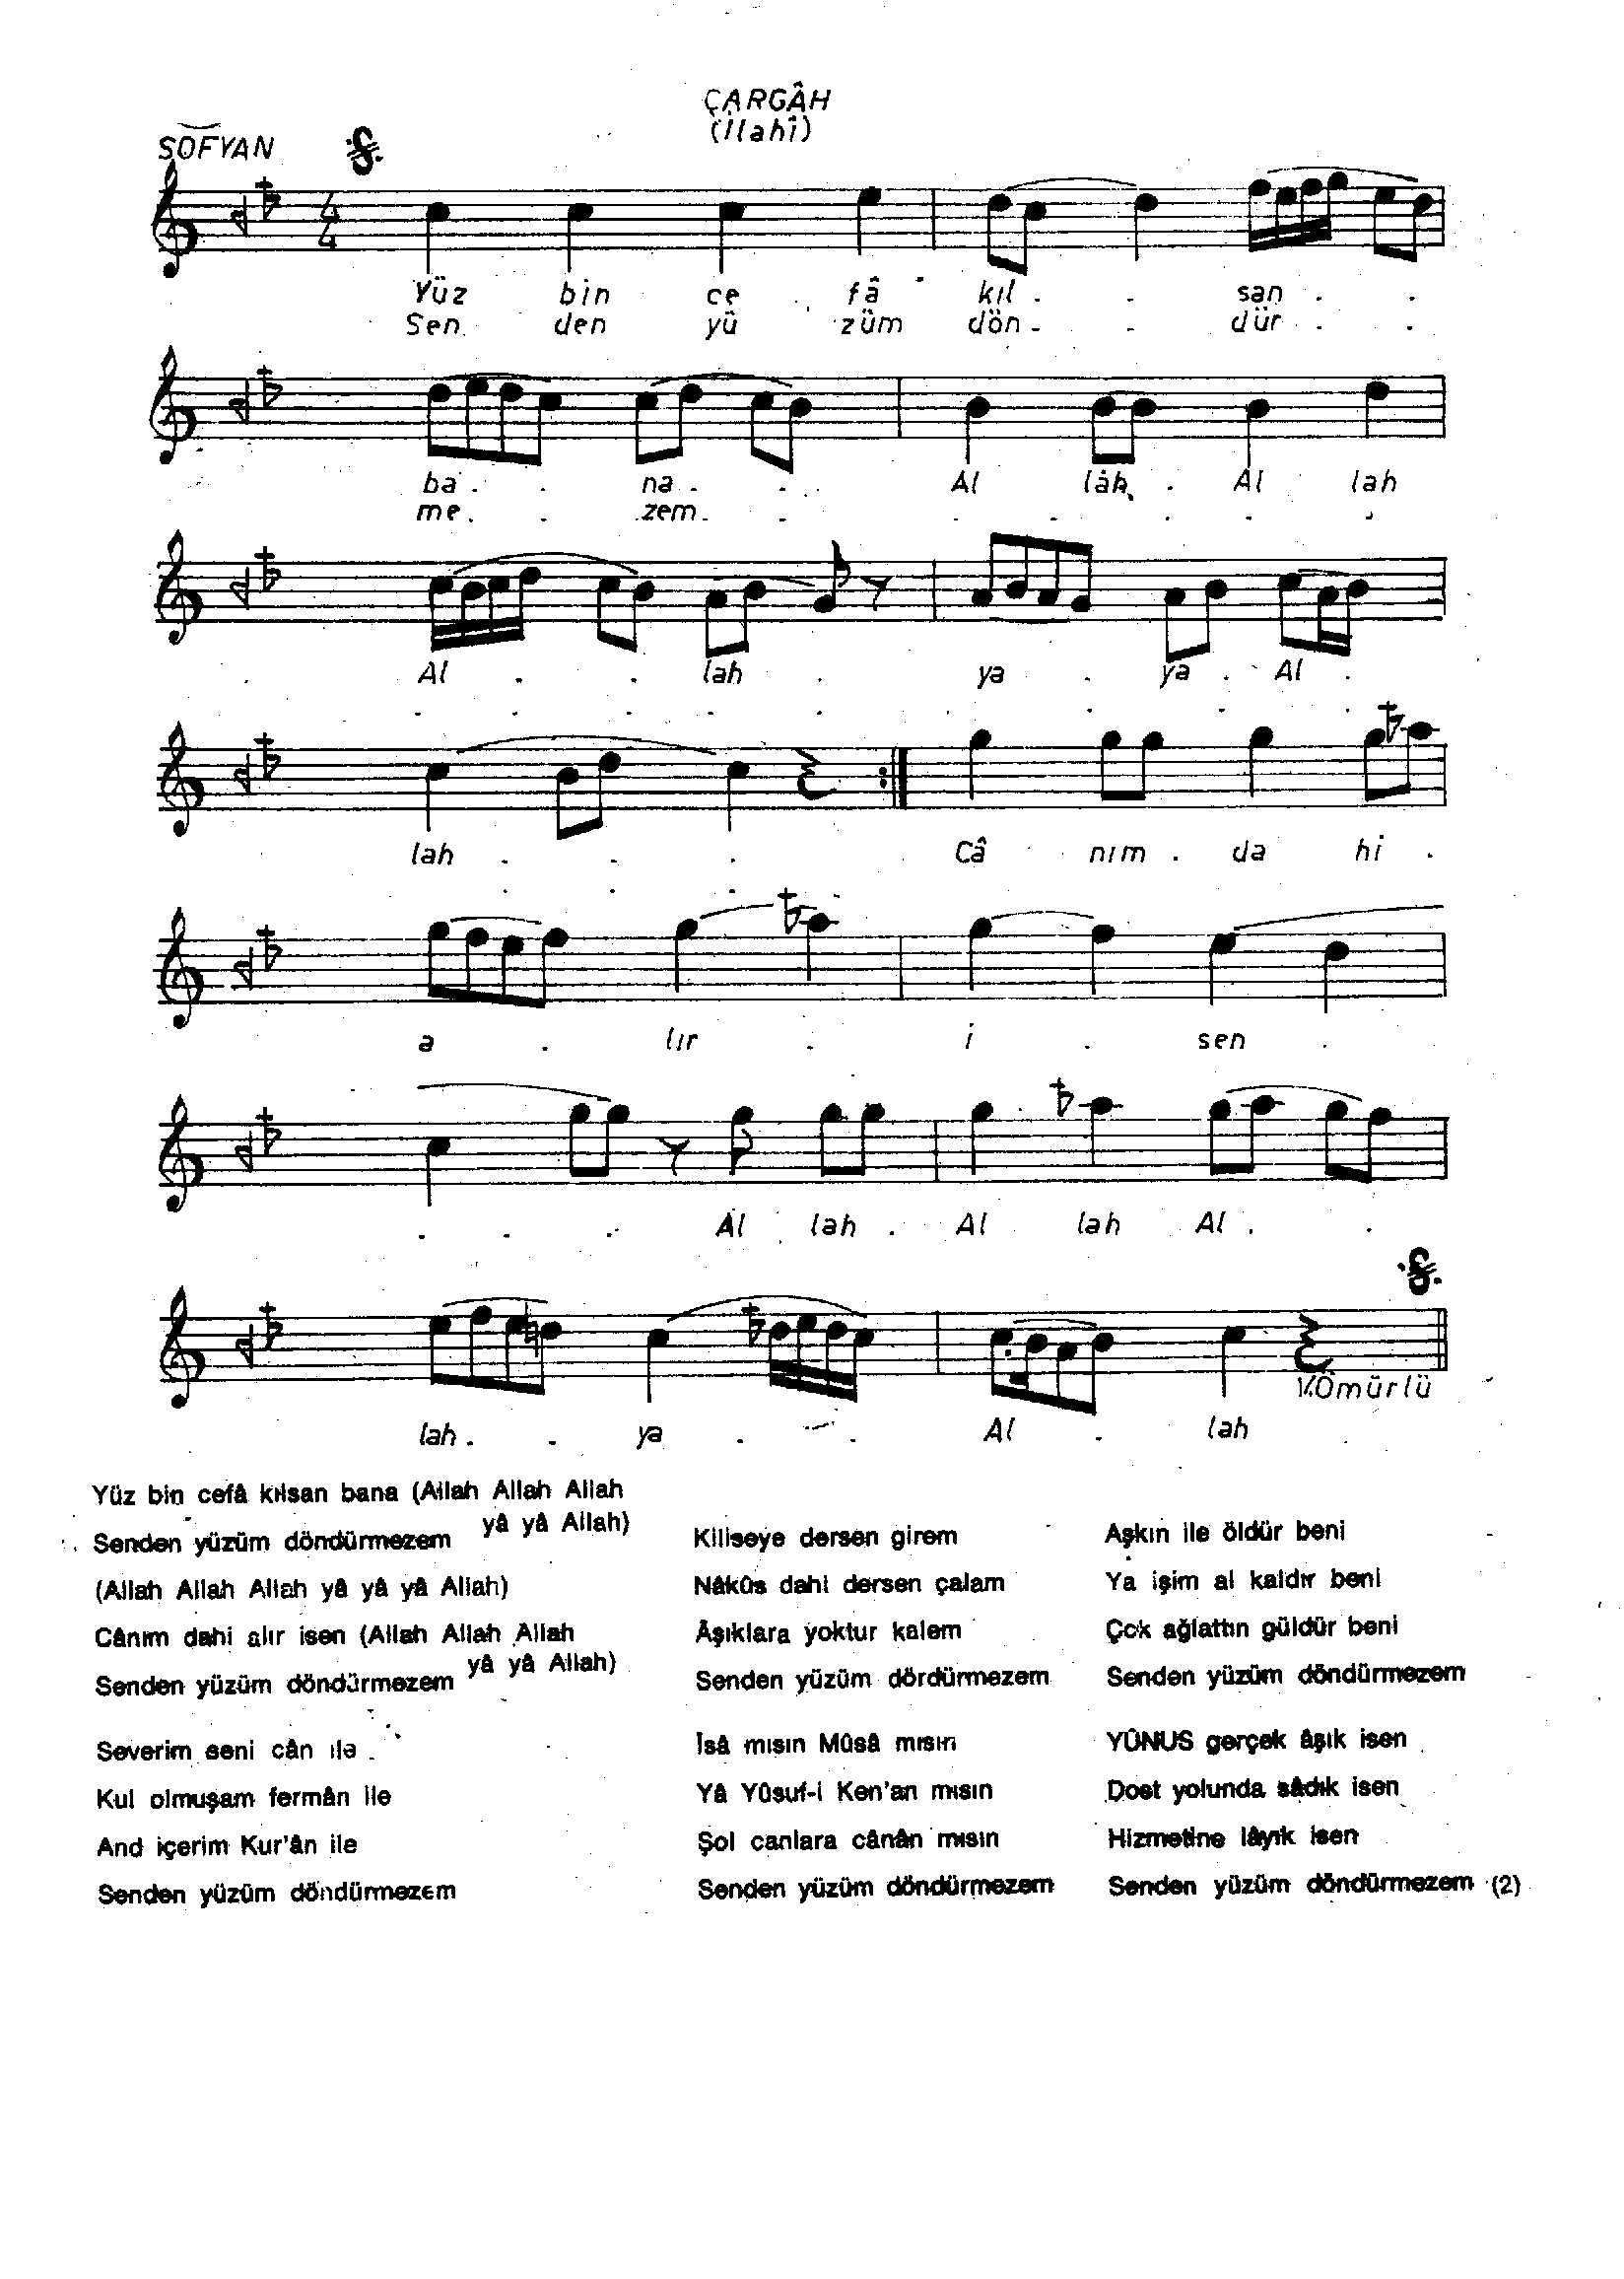 ÇARGÂH
(İlahî)
SOFYAN
4
4
Yüz bin ce fâ kıl . . san . .
Sen den yü züm dön . . dür . .
ba . . na . . Al lah . Al lah
me . . zem . . . . . . .
Al . . lah . ya . ya . Al .
lah . . . Câ nım . da hi .
a . lır . i . sen .
. . . Al lah . Al lah Al . .
lah . . ya . . Al . lah
V.Ömürlü
Yüz bin cefâ kılsan bana (Allah Allah Allah
yâ yâ Allah)
Senden yüzüm döndürmezem
(Allah Allah Allah yâ yâ yâ Allah)
Cânım dahi alır isen (Allah Allah Allah
yâ yâ Allah)
Senden yüzüm döndürmezem
Severim seni cân ile
Kul olmuşam fermân ile
And içerim Kur'ân ile
Senden yüzüm döndürmezem
Kiliseye dersen girem
Nâkûs dahi dersen çalam
Âşıklara yoktur kalem
Senden yüzüm dördürmezem
Îsâ mısın Mûsâ mısın
Yâ Yûsuf-i Ken'an mısın
Şol canlara cânân mısın
Senden yüzüm döndürmezem
Aşkın ile öldür beni
Ya işim al kaldır beni
Çok ağlattın güldür beni
Senden yüzüm döndürmezem
YÛNUS gerçek âşık isen
Dost yolunda sâdık isen
Hizmetine lâyık isen
Senden yüzüm döndürmezem (2)